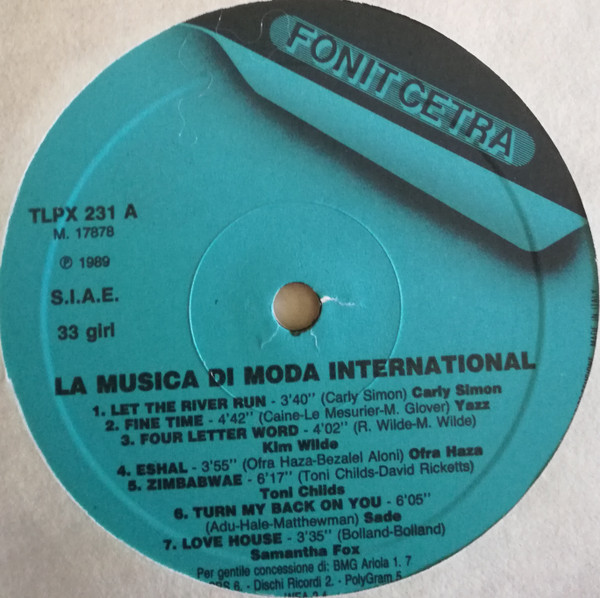 FONIT CETRA
TLPX 231 A
M. 17878
℗ 1989
S.I.A.E.
33 giri
LA MUSICA DI MODA INTERNATIONAL
1. LET THE RIVER RUN - 3'40'' (Carly Simon) Carly Simon
2. FINE TIME - 4'42'' (Caine-Le Mesurier-M. Glover) Yazz
3. FOUR LETTER WORD - 4'02'' (R. Wilde-M. Wilde)
Kim Wilde
4. ESHAL - 3'55'' (Ofra Haza-Bezalel Aloni) Ofra Haza
5. ZIMBABWAE - 6'17'' (Toni Childs-David Ricketts)
Toni Childs
6. TURN MY BACK ON YOU - 6'05''
(Adu-Hale-Matthewman) Sade
7. LOVE HOUSE - 3'35'' (Bolland-Bolland)
Samantha Fox
Per gentile concessione di: BMG Ariola 1. 7
6. - Dischi Ricordi 2. - PolyGram 5
MADE IN ITALY